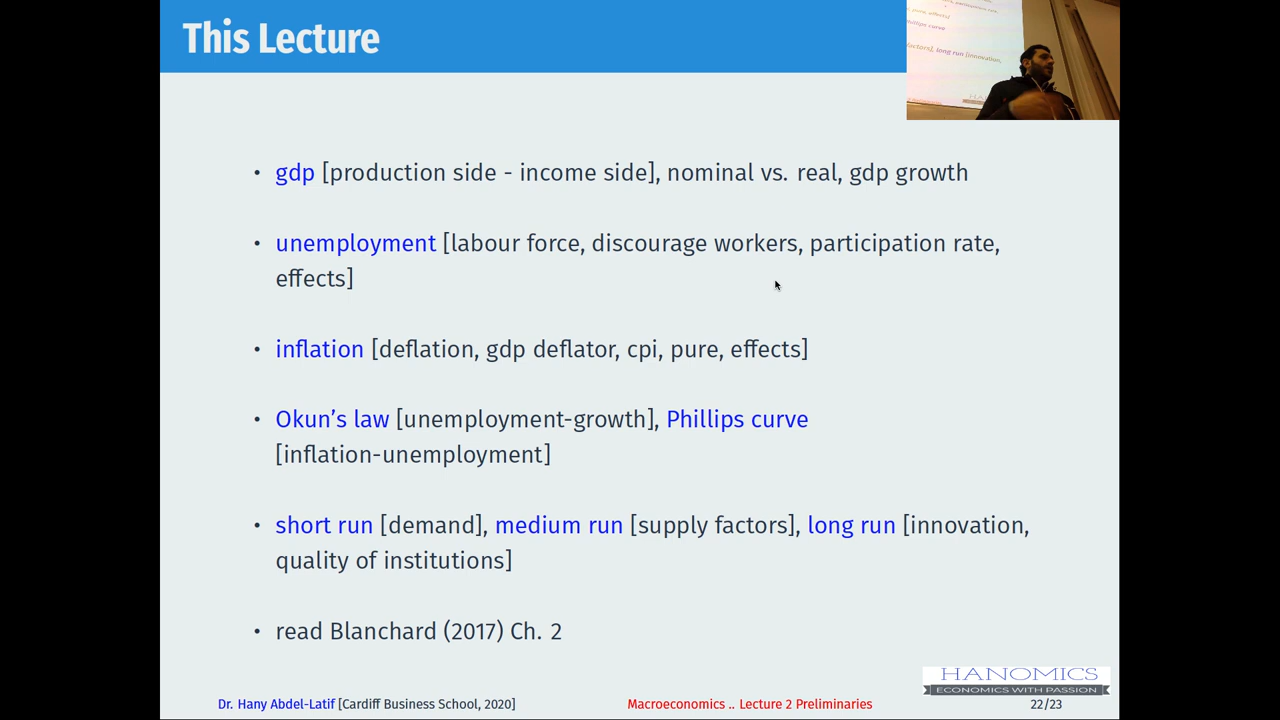 This Lecture
• gdp [production side - income side], nominal vs. real, gdp growth
• unemployment [labour force, discourage workers, participation rate,
effects]
• inflation [deflation, gdp deflator, cpi, pure, effects]
• Okun's law [unemployment-growth], Phillips curve
[inflation-unemployment]
• short run [demand], medium run [supply factors], long run [innovation,
quality of institutions]
• read Blanchard (2017) Ch. 2
HANOMICS
ECONOMICS WITH PASSION
Dr. Hany Abdel-Latif [Cardiff Business School, 2020]
Macroeconomics .. Lecture 2 Preliminaries
22/23